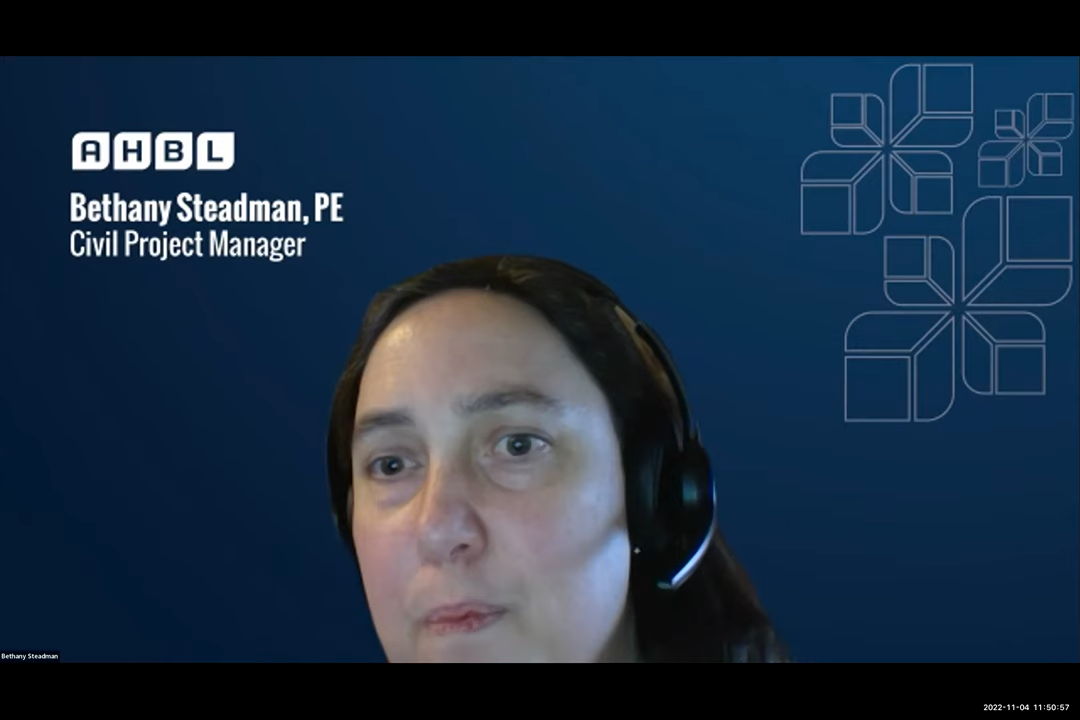 AHBL
Bethany Steadman, PE
Civil Project Manager
Bethany Steadman
2022-11-04 11:50:57